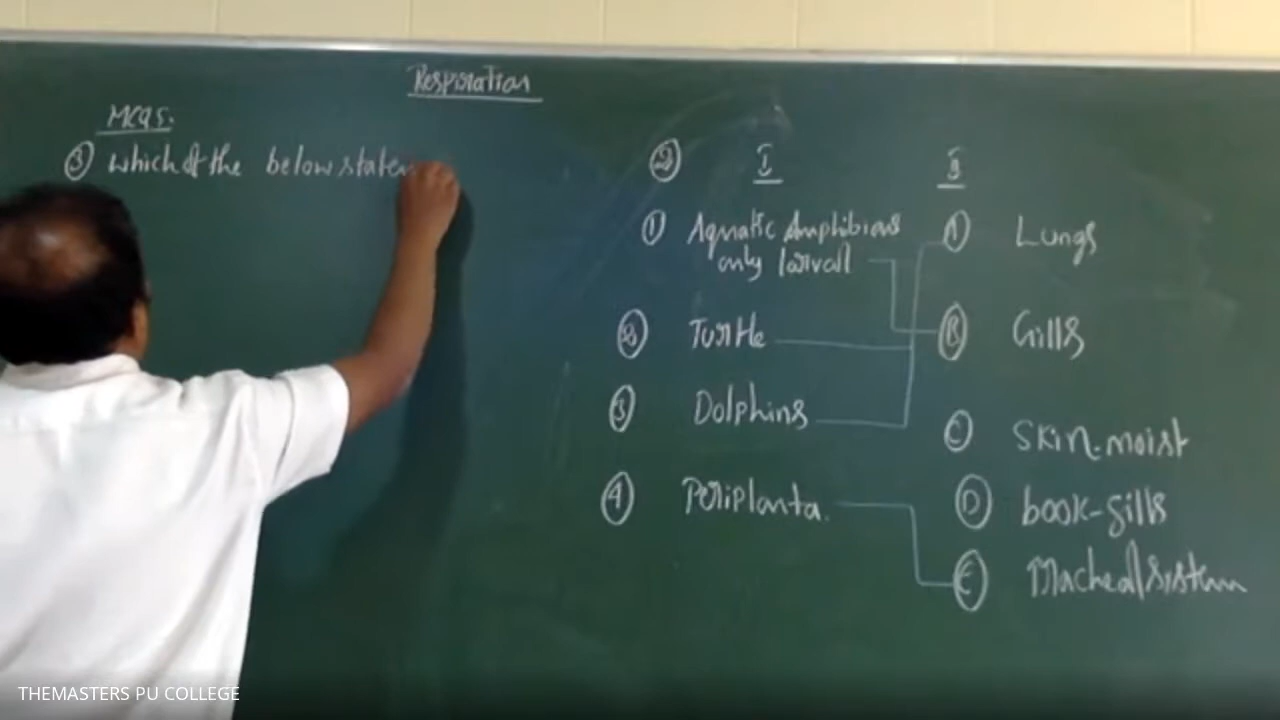 Respiration
MCQS.
③ which of the below statem
② I II
① Aquatic Amphibians
only larval
② Turtle
③ Dolphins
④ Periplanta.
A Lungs
B Gills
C Skin-moist
D book-gills
E Tracheal system
THEMASTERS PU COLLEGE